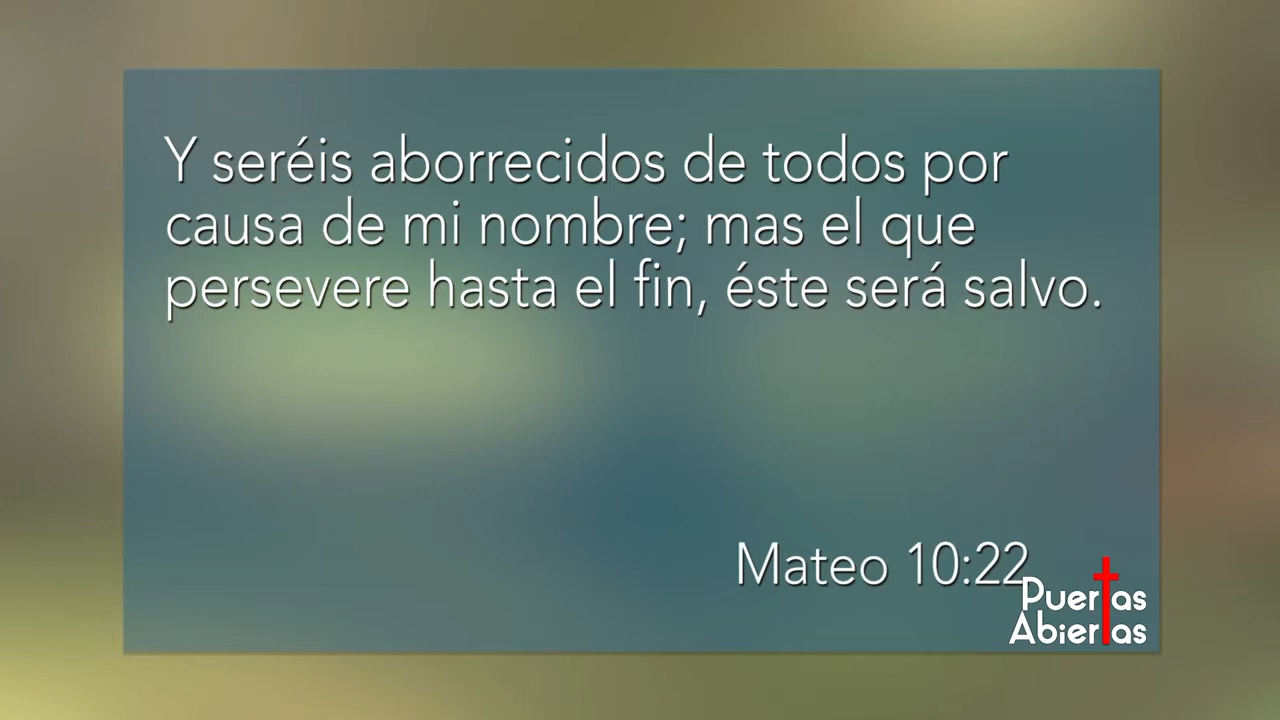 Y seréis aborrecidos de todos por
causa de mi nombre; mas el que
persevere hasta el fin, éste será salvo.
Mateo 10:22
Puertas
Abiertas